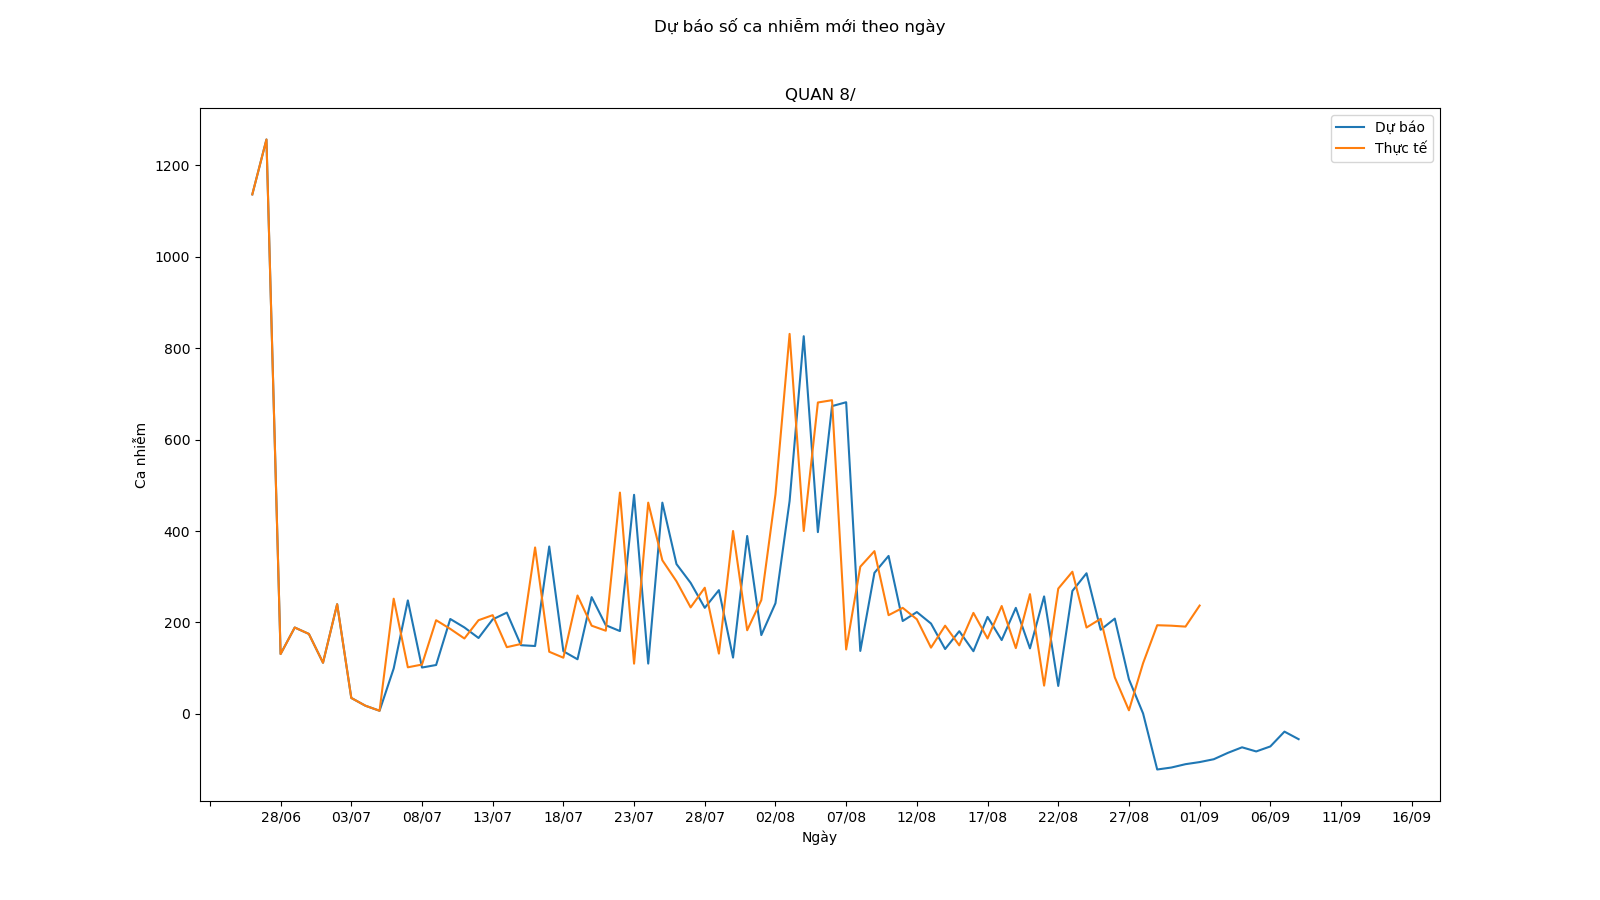 Dự báo số ca nhiễm mới theo ngày
QUAN 8/
Dự báo
Thực tế
1200
1000
800
600
400
200
0
Ca nhiễm
28/06 03/07 08/07 13/07 18/07 23/07 28/07 02/08 07/08 12/08 17/08 22/08 27/08 01/09 06/09 11/09 16/09
Ngày